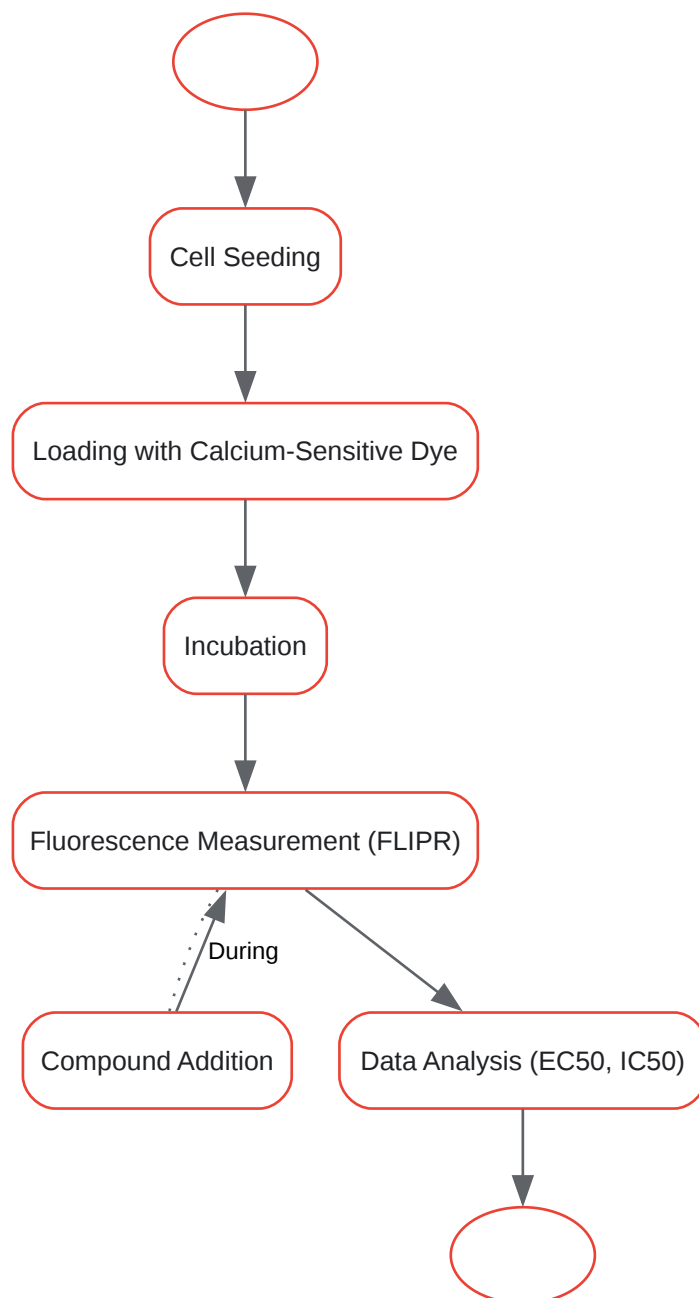 Cell Seeding
Loading with Calcium-Sensitive Dye
Incubation
Fluorescence Measurement (FLIPR)
During
Compound Addition
Data Analysis (EC50, IC50)